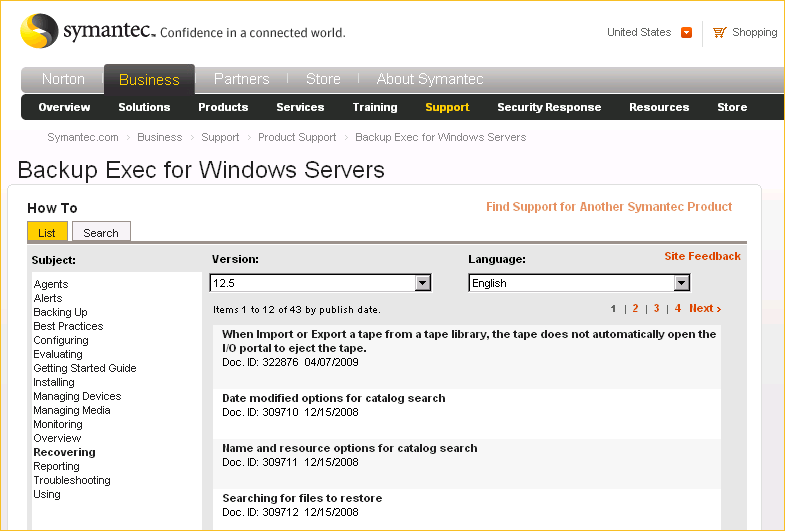 symantec. Confidence in a connected world.
United States
Shopping
Norton
Business
Partners
Store
About Symantec
Overview
Solutions
Products
Services
Training
Support
Security Response
Resources
Store
Symantec.com > Business > Support > Product Support > Backup Exec for Windows Servers
Backup Exec for Windows Servers
How To
Find Support for Another Symantec Product
List
Search
Site Feedback
Subject:
Agents
Alerts
Backing Up
Best Practices
Configuring
Evaluating
Getting Started Guide
Installing
Managing Devices
Managing Media
Monitoring
Overview
Recovering
Reporting
Troubleshooting
Using
Version:
12.5
Language:
English
Items 1 to 12 of 43 by publish date.
1 | 2 | 3 | 4 Next >
When Import or Export a tape from a tape library, the tape does not automatically open the
I/O portal to eject the tape.
Doc. ID: 322876 04/07/2009
Date modified options for catalog search
Doc. ID: 309710 12/15/2008
Name and resource options for catalog search
Doc. ID: 309711 12/15/2008
Searching for files to restore
Doc. ID: 309712 12/15/2008